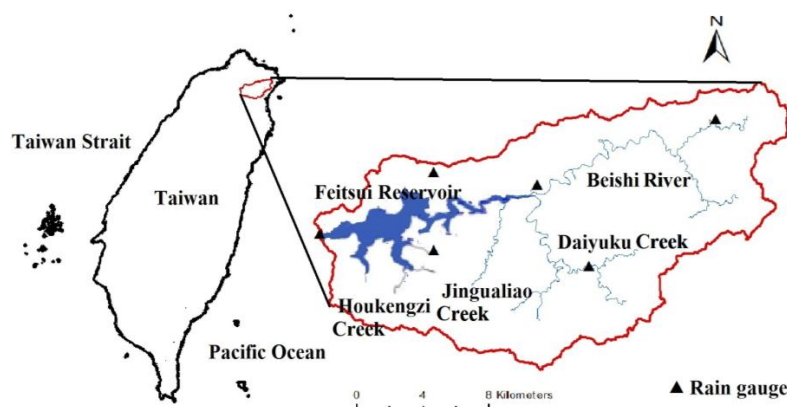 N
Taiwan Strait
Taiwan
Pacific Ocean
Feitsui Reservoir
Beishi River
Daiyuku Creek
Jingualiao
Creek
Houkengzi
Creek
0 4 8 Kilometers
Rain gauge